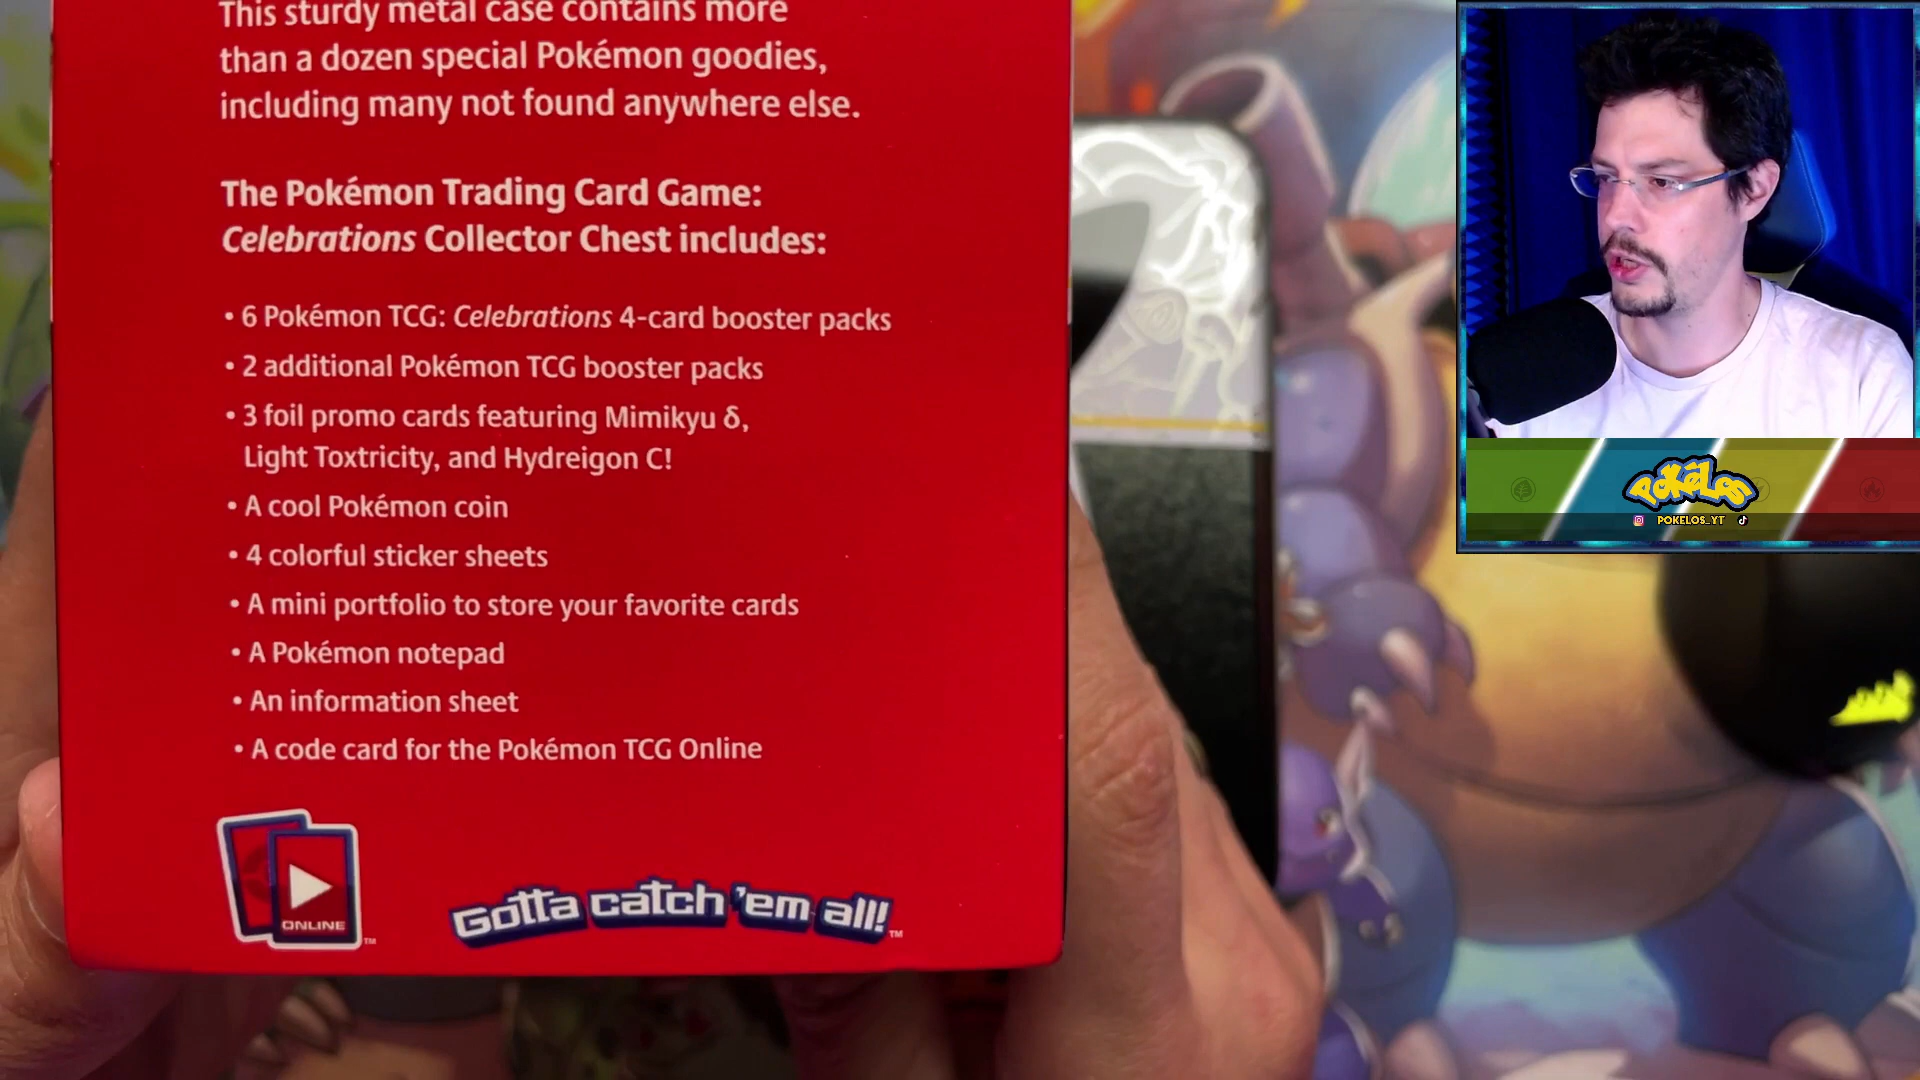 This sturdy metal case contains more
than a dozen special Pokémon goodies,
including many not found anywhere else.
The Pokémon Trading Card Game:
Celebrations Collector Chest includes:
• 6 Pokémon TCG: Celebrations 4-card booster packs
• 2 additional Pokémon TCG booster packs
• 3 foil promo cards featuring Mimikyu δ,
Light Toxtricity, and Hydreigon C!
• A cool Pokémon coin
• 4 colorful sticker sheets
• A mini portfolio to store your favorite cards
• A Pokémon notepad
• An information sheet
• A code card for the Pokémon TCG Online
ONLINE™
Gotta catch 'em all!™
POKÉLOS
POKELOS_YT